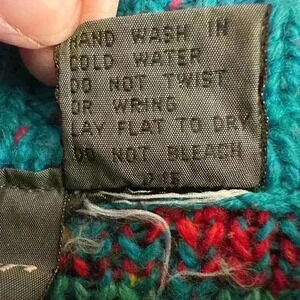 HAND WASH IN
COLD WATER
DO NOT TWIST
OR WRING
LAY FLAT TO DRY
DO NOT BLEACH